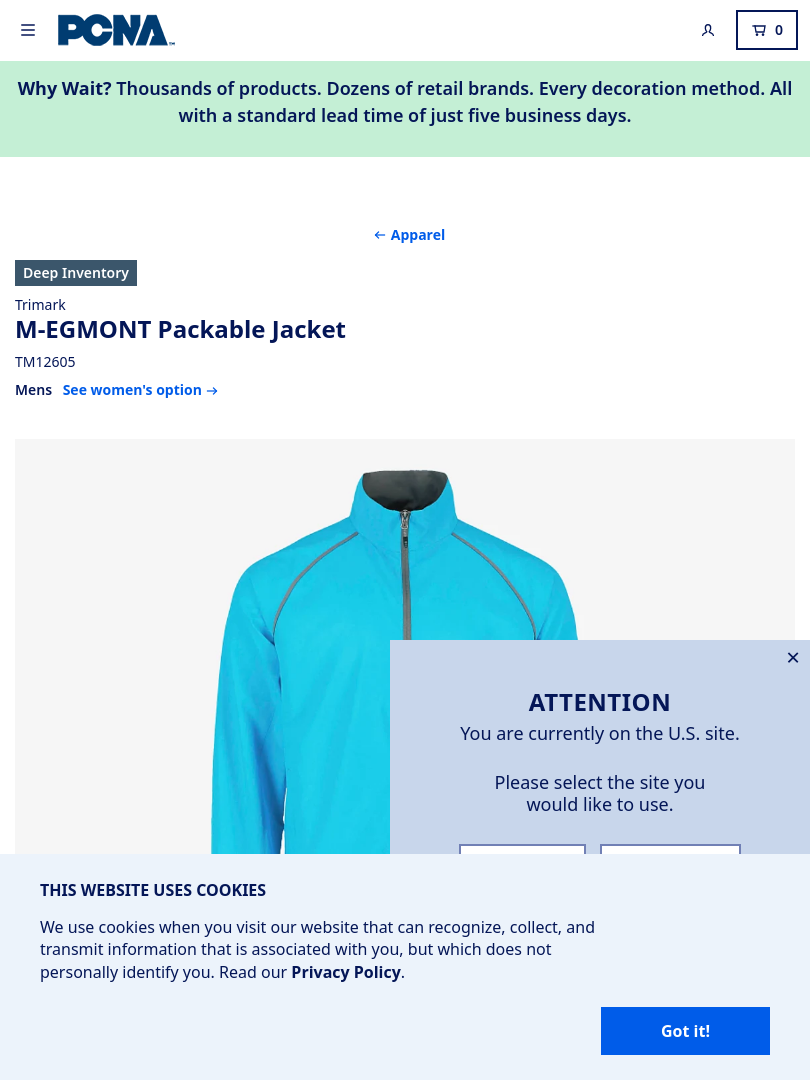 PCNA
0
Why Wait? Thousands of products. Dozens of retail brands. Every decoration method. All
with a standard lead time of just five business days.
← Apparel
Deep Inventory
Trimark
M-EGMONT Packable Jacket
TM12605
Mens See women's option →
ATTENTION
You are currently on the U.S. site.
Please select the site you
would like to use.
THIS WEBSITE USES COOKIES
We use cookies when you visit our website that can recognize, collect, and
transmit information that is associated with you, but which does not
personally identify you. Read our Privacy Policy.
Got it!